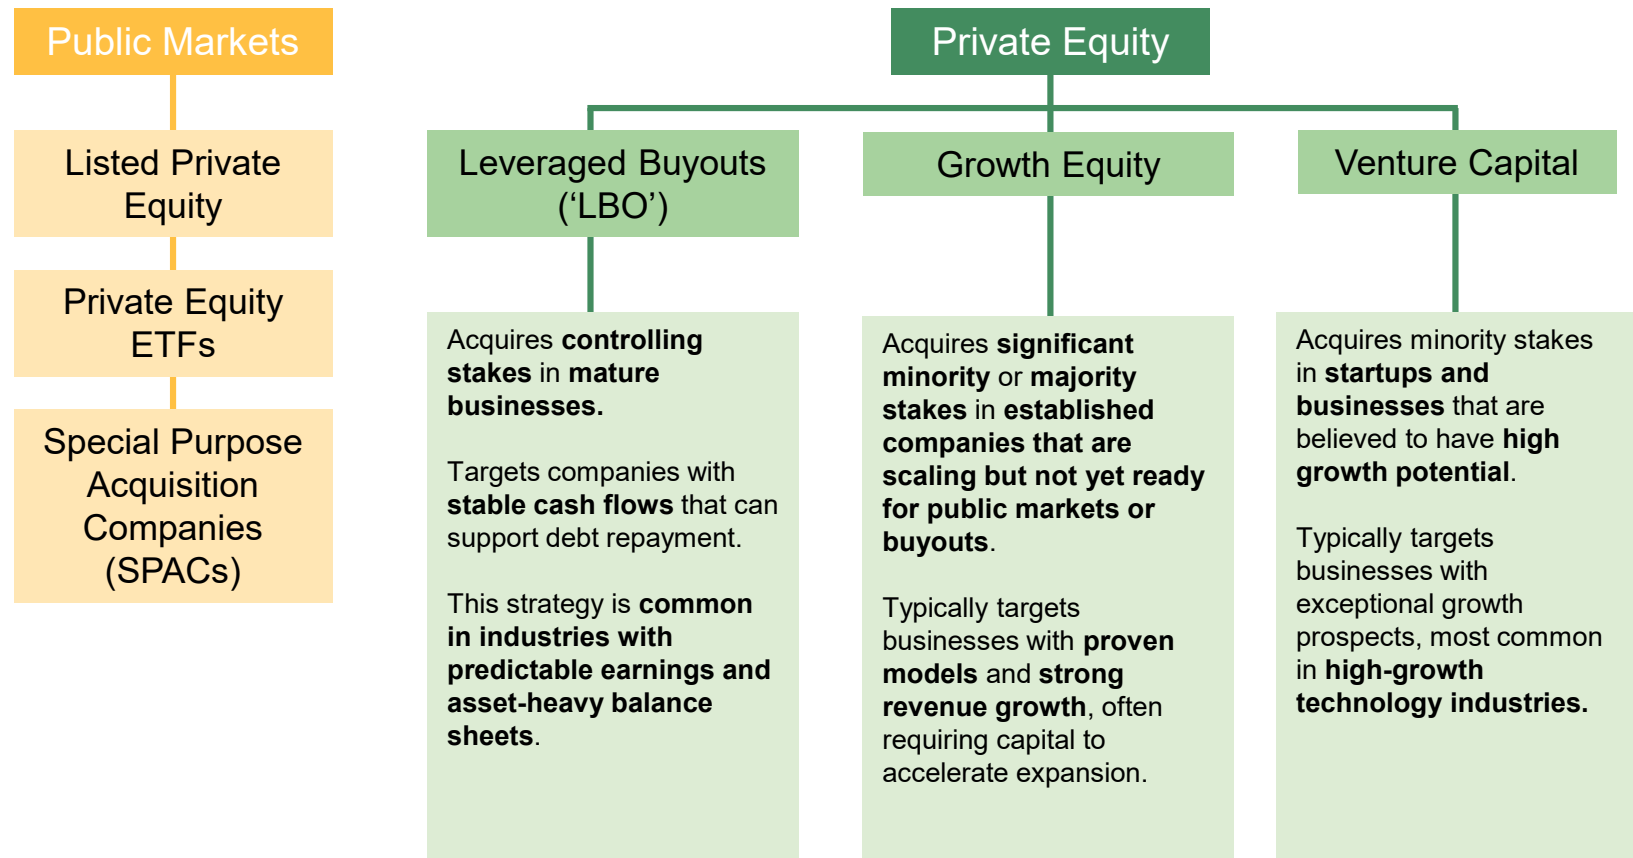 Public Markets
Listed Private
Equity
Private Equity
ETFs
Special Purpose
Acquisition
Companies
(SPACs)
Private Equity
Leveraged Buyouts
(‘LBO’)
Acquires controlling
stakes in mature
businesses.
Targets companies with
stable cash flows that can
support debt repayment.
This strategy is common
in industries with
predictable earnings and
asset-heavy balance
sheets.
Growth Equity
Acquires significant
minority or majority
stakes in established
companies that are
scaling but not yet ready
for public markets or
buyouts.
Typically targets
businesses with proven
models and strong
revenue growth, often
requiring capital to
accelerate expansion.
Venture Capital
Acquires minority stakes
in startups and
businesses that are
believed to have high
growth potential.
Typically targets
businesses with
exceptional growth
prospects, most common
in high-growth
technology industries.